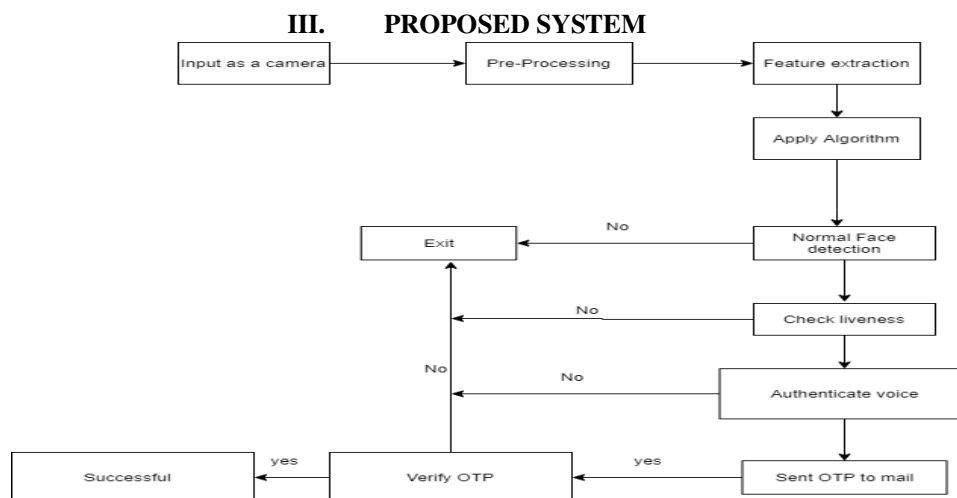 III. PROPOSED SYSTEM
Input as a camera
Pre-Processing
Feature extraction
Apply Algorithm
No
Exit
Normal Face
detection
No
Check liveness
No
No
Authenticate voice
Successful
yes
Verify OTP
yes
Sent OTP to mail